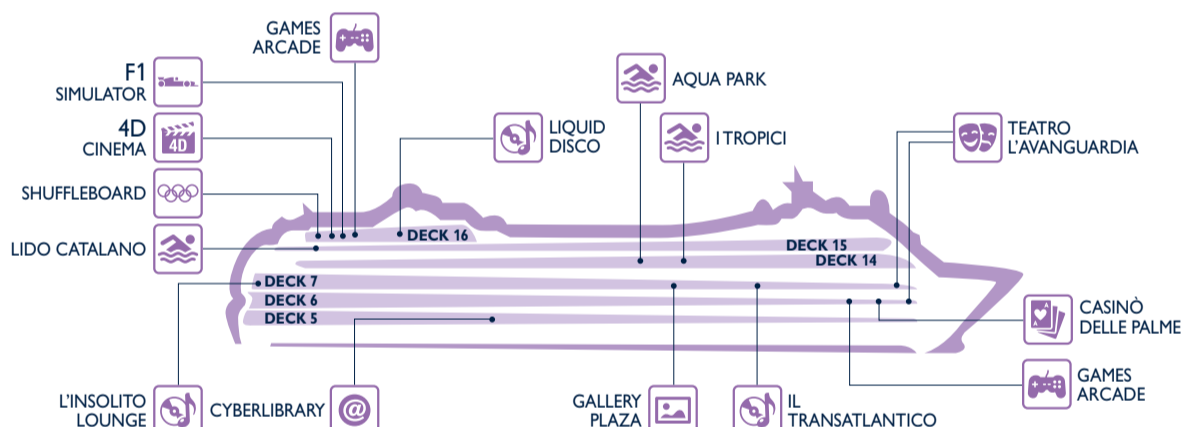 GAMES
ARCADE
F1
SIMULATOR
4D
CINEMA
4D
SHUFFLEBOARD
LIDO CATALANO
LIQUID
DISCO
AQUA PARK
I TROPICI
TEATRO
L'AVANGUARDIA
DECK 16
DECK 15
DECK 14
DECK 7
DECK 6
DECK 5
CASINÒ
DELLE PALME
GAMES
ARCADE
L'INSOLITO
LOUNGE
CYBERLIBRARY
@
GALLERY
PLAZA
IL
TRANSATLANTICO